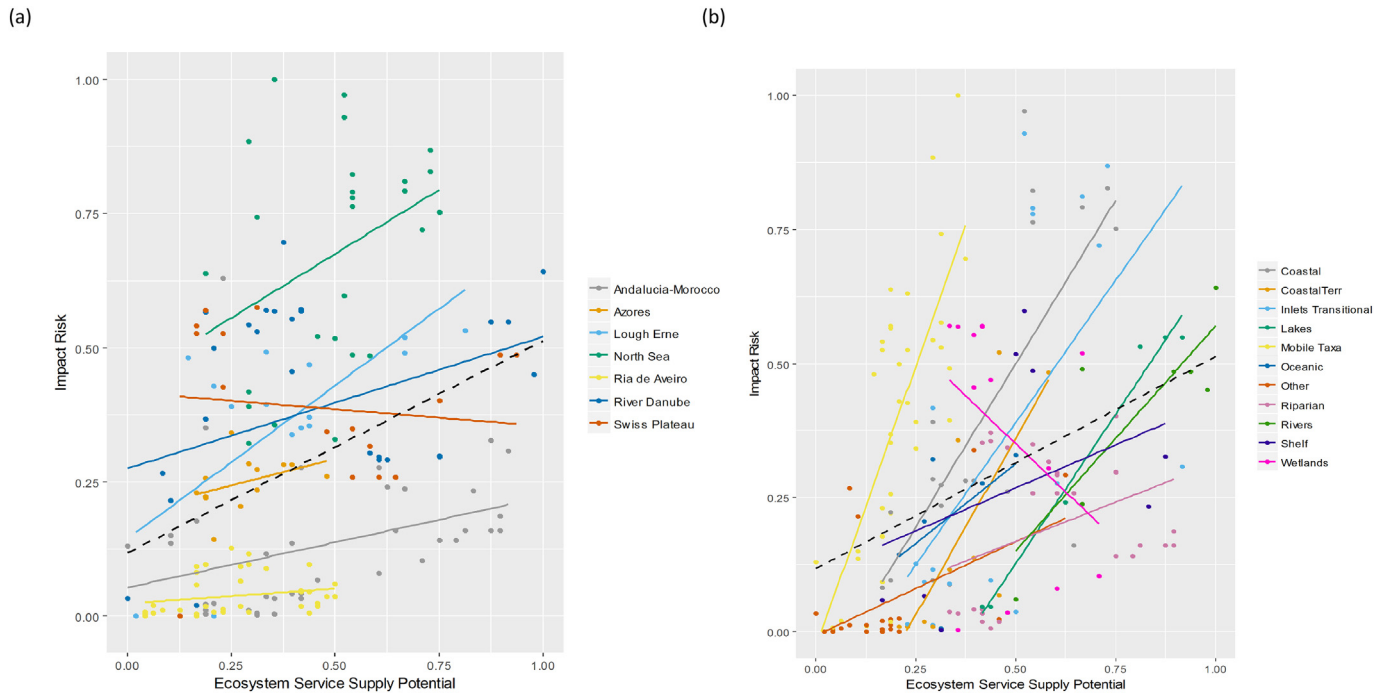 (a)
(b)
Impact Risk
1.00
0.75
0.50
0.25
0.00
0.00 0.25 0.50 0.75 1.00
Ecosystem Service Supply Potential
Andalucia-Morocco
Azores
Lough Erne
North Sea
Ria de Aveiro
River Danube
Swiss Plateau
Impact Risk
1.00
0.75
0.50
0.25
0.00
0.00 0.25 0.50 0.75 1.00
Ecosystem Service Supply Potential
Coastal
CoastalTerr
Inlets Transitional
Lakes
Mobile Taxa
Oceanic
Other
Riparian
Rivers
Shelf
Wetlands